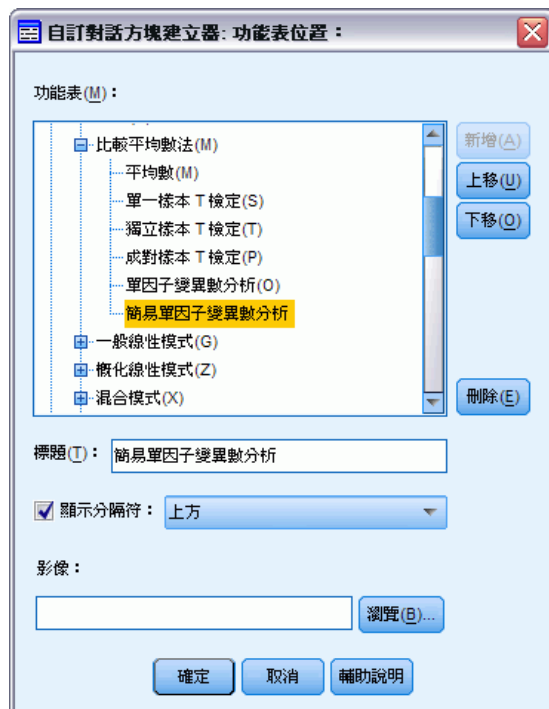 自訂對話方塊建立器: 功能表位置：
功能表(M)：
比較平均數法(M)
新增(A)
平均數(M)
上移(U)
單一樣本 T 檢定(S)
獨立樣本 T 檢定(T)
下移(O)
成對樣本 T 檢定(P)
單因子變異數分析(O)
簡易單因子變異數分析
一般線性模式(G)
概化線性模式(Z)
混合模式(X)
刪除(E)
標題(T)： 簡易單因子變異數分析
顯示分隔符： 上方
影像：
瀏覽(B)...
確定 取消 輔助說明